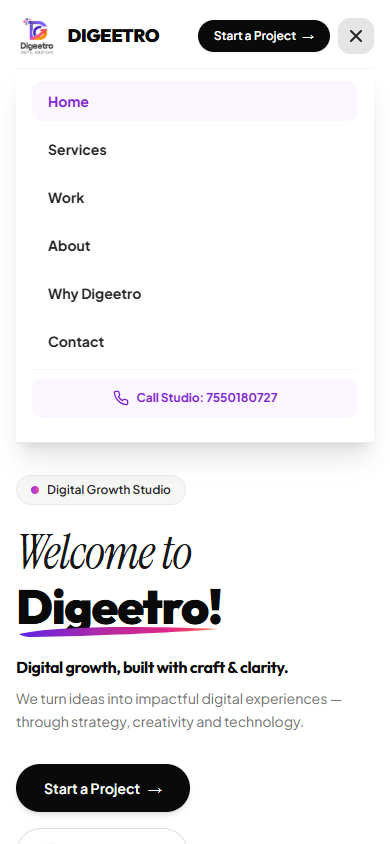 Digeetro
DIGEETRO
Start a Project →
Home
Services
Work
About
Why Digeetro
Contact
Call Studio: 7550180727
Digital Growth Studio
Welcome to
Digeetro!
Digital growth, built with craft & clarity.
We turn ideas into impactful digital experiences —
through strategy, creativity and technology.
Start a Project →